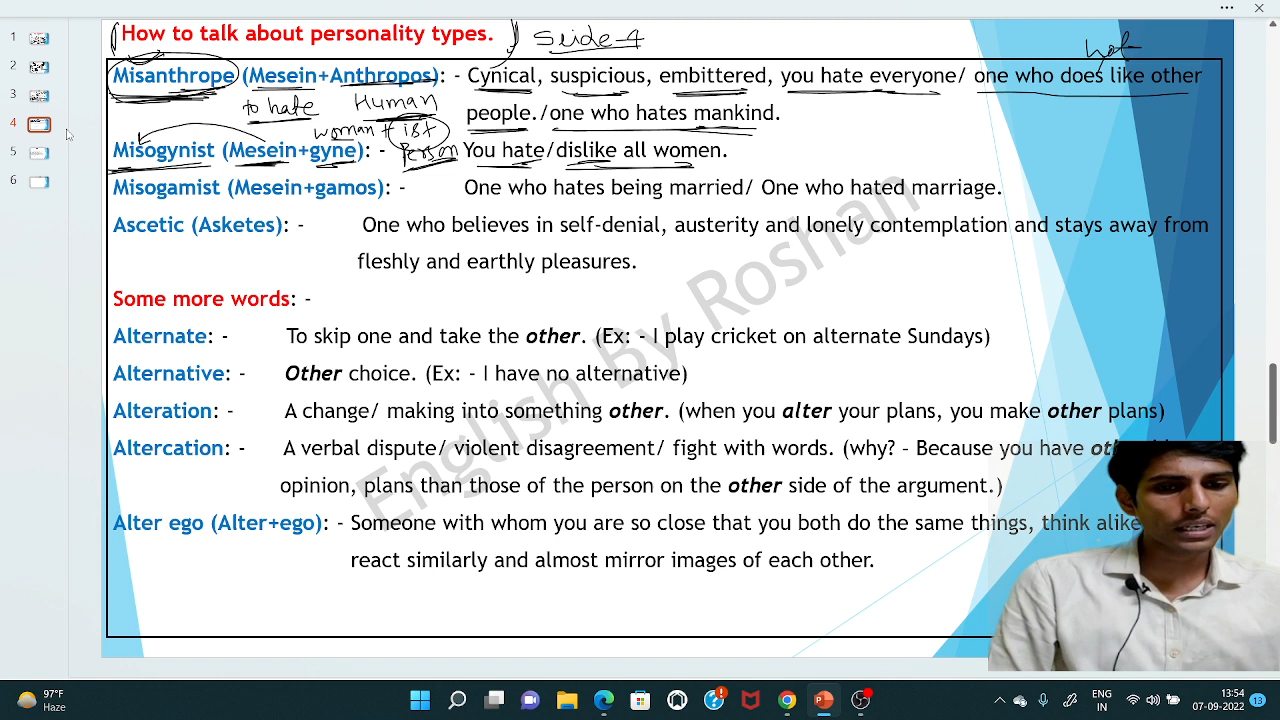 How to talk about personality types. Slide-4
not
Misanthrope (Mesein+Anthropos): - Cynical, suspicious, embittered, you hate everyone/ one who does like other
to hate Human people./one who hates mankind.
woman + ist
Misogynist (Mesein+gyne): - Person You hate/dislike all women.
Misogamist (Mesein+gamos): - One who hates being married/ One who hated marriage.
Ascetic (Asketes): - One who believes in self-denial, austerity and lonely contemplation and stays away from
fleshly and earthly pleasures.
Some more words: -
Alternate: - To skip one and take the other. (Ex: - I play cricket on alternate Sundays)
Alternative: - Other choice. (Ex: - I have no alternative)
Alteration: - A change/ making into something other. (when you alter your plans, you make other plans)
Altercation: - A verbal dispute/ violent disagreement/ fight with words. (why? - Because you have
opinion, plans than those of the person on the other side of the argument.)
Alter ego (Alter+ego): - Someone with whom you are so close that you both do the same things, think alike
react similarly and almost mirror images of each other.
English By Roshan
1
2
3
4
5
6
97°F
Haze
ENG
IN
13:54
07-09-2022
13